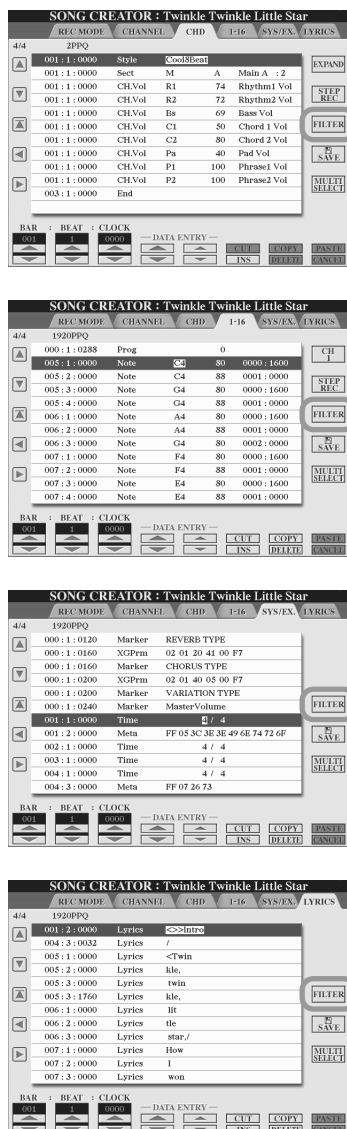 SONG CREATOR : Twinkle Twinkle Little Star
REC MODE CHANNEL CHD 1-16 SYS/EX. LYRICS
4/4 2PPQ
001 : 1 : 0000 Style Cool8Beat
EXPAND
001 : 1 : 0000 Sect M A Main A : 2
001 : 1 : 0000 CH.Vol R1 74 Rhythm1 Vol
STEP REC
001 : 1 : 0000 CH.Vol R2 72 Rhythm2 Vol
001 : 1 : 0000 CH.Vol Bs 69 Bass Vol
001 : 1 : 0000 CH.Vol C1 50 Chord 1 Vol
FILTER
001 : 1 : 0000 CH.Vol C2 80 Chord 2 Vol
001 : 1 : 0000 CH.Vol Pa 40 Pad Vol
SAVE
001 : 1 : 0000 CH.Vol P1 100 Phrase1 Vol
001 : 1 : 0000 CH.Vol P2 100 Phrase2 Vol
MULTI SELECT
003 : 1 : 0000 End
BAR : BEAT : CLOCK
001 1 0000 DATA ENTRY CUT COPY PASTE
INS DELETE CANCEL
SONG CREATOR : Twinkle Twinkle Little Star
REC MODE CHANNEL CHD 1-16 SYS/EX. LYRICS
4/4 1920PPQ
000 : 1 : 0288 Prog 0
CH 1
005 : 1 : 0000 Note C4 80 0000 : 1600
005 : 2 : 0000 Note C4 88 0001 : 0000
STEP REC
005 : 3 : 0000 Note G4 80 0000 : 1600
005 : 4 : 0000 Note G4 88 0001 : 0000
006 : 1 : 0000 Note A4 80 0000 : 1600
FILTER
006 : 2 : 0000 Note A4 88 0001 : 0000
006 : 3 : 0000 Note G4 80 0002 : 0000
SAVE
007 : 1 : 0000 Note F4 80 0000 : 1600
007 : 2 : 0000 Note F4 88 0001 : 0000
MULTI SELECT
007 : 3 : 0000 Note E4 80 0000 : 1600
007 : 4 : 0000 Note E4 88 0001 : 0000
BAR : BEAT : CLOCK
001 1 0000 DATA ENTRY CUT COPY PASTE
INS DELETE CANCEL
SONG CREATOR : Twinkle Twinkle Little Star
REC MODE CHANNEL CHD 1-16 SYS/EX. LYRICS
4/4 1920PPQ
000 : 1 : 0120 Marker REVERB TYPE
000 : 1 : 0160 XGPrm 02 01 20 41 00 F7
000 : 1 : 0160 Marker CHORUS TYPE
000 : 1 : 0200 XGPrm 02 01 40 05 00 F7
000 : 1 : 0200 Marker VARIATION TYPE
000 : 1 : 0240 Marker MasterVolume
FILTER
001 : 1 : 0000 Time 4 / 4
001 : 2 : 0000 Meta FF 05 3C 3E 3E 49 6E 74 72 6F
SAVE
002 : 1 : 0000 Time 4 / 4
003 : 1 : 0000 Time 4 / 4
MULTI SELECT
004 : 1 : 0000 Time 4 / 4
004 : 3 : 0000 Meta FF 07 26 73
BAR : BEAT : CLOCK
001 1 0000 DATA ENTRY CUT COPY PASTE
INS DELETE CANCEL
SONG CREATOR : Twinkle Twinkle Little Star
REC MODE CHANNEL CHD 1-16 SYS/EX. LYRICS
4/4 1920PPQ
001 : 2 : 0000 Lyrics <>>Intro
004 : 3 : 0032 Lyrics /
005 : 1 : 0000 Lyrics <Twin
005 : 2 : 0000 Lyrics kle,
005 : 3 : 0000 Lyrics twin
005 : 3 : 1760 Lyrics kle,
FILTER
006 : 1 : 0000 Lyrics lit
006 : 2 : 0000 Lyrics tle
SAVE
006 : 3 : 0000 Lyrics star,/
007 : 1 : 0000 Lyrics How
MULTI SELECT
007 : 2 : 0000 Lyrics I
007 : 3 : 0000 Lyrics won
BAR : BEAT : CLOCK
001 1 0000 DATA ENTRY CUT COPY PASTE
INS DELETE CANCEL